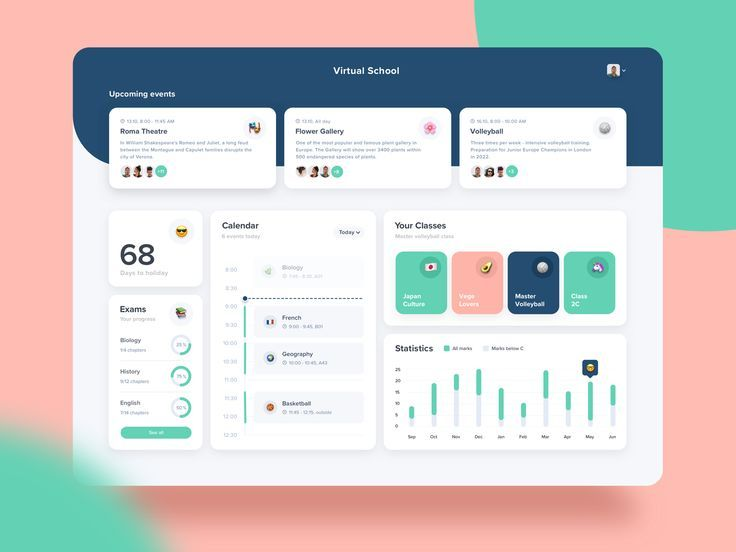 Virtual School
Upcoming events
13.10, 8:00 - 11:45 AM
Roma Theatre
In William Shakespeare's Romeo and Juliet, a long feud
between the Montague and Capulet families disrupts the
city of Verona.
+11
13.10, All day
Flower Gallery
One of the most popular and famous plant gallery in
Europe. The Gallery will show over 3400 plants within
500 endangered species of plants.
+8
16.10, 8:00 - 10:00 AM
Volleyball
Three times per week - intensive volleyball training.
Preparation for Junior Europe Champions in London
in 2022.
+3
68
Days to holiday
Exams
Your progress
Biology
1/4 chapters
25 %
History
9/12 chapters
75 %
English
7/14 chapters
50 %
See all
Calendar
6 events today
Today
8:00
Biology
7:45 - 8:30, A01
8:30
9:00
French
9:00 - 9:45, B01
9:30
10:00
Geography
10:00 - 10:45, A43
10:30
11:00
11:30
Basketball
11:45 - 12:15, outside
12:00
12:30
Your Classes
Master volleyball class
Japan
Culture
Vege
Lovers
Master
Volleyball
Class
2C
Statistics
All marks
Marks below C
25
20
15
10
5
0
Sep
Oct
Nov
Dec
Jan
Feb
Mar
Apr
May
Jun